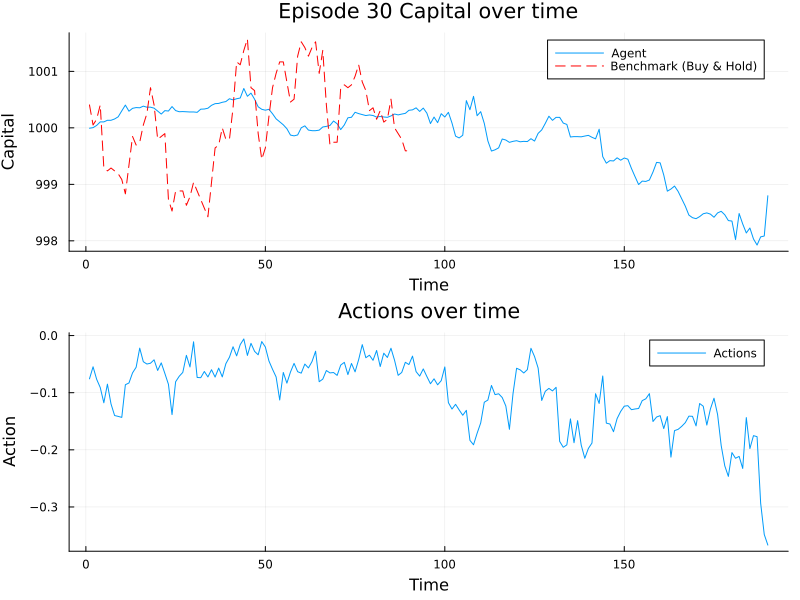 Episode 30 Capital over time
Agent
Benchmark (Buy & Hold)
1001
1000
999
998
Capital
0 50 100 150
Time
Actions over time
Actions
0.0
−0.1
−0.2
−0.3
Action
0 50 100 150
Time